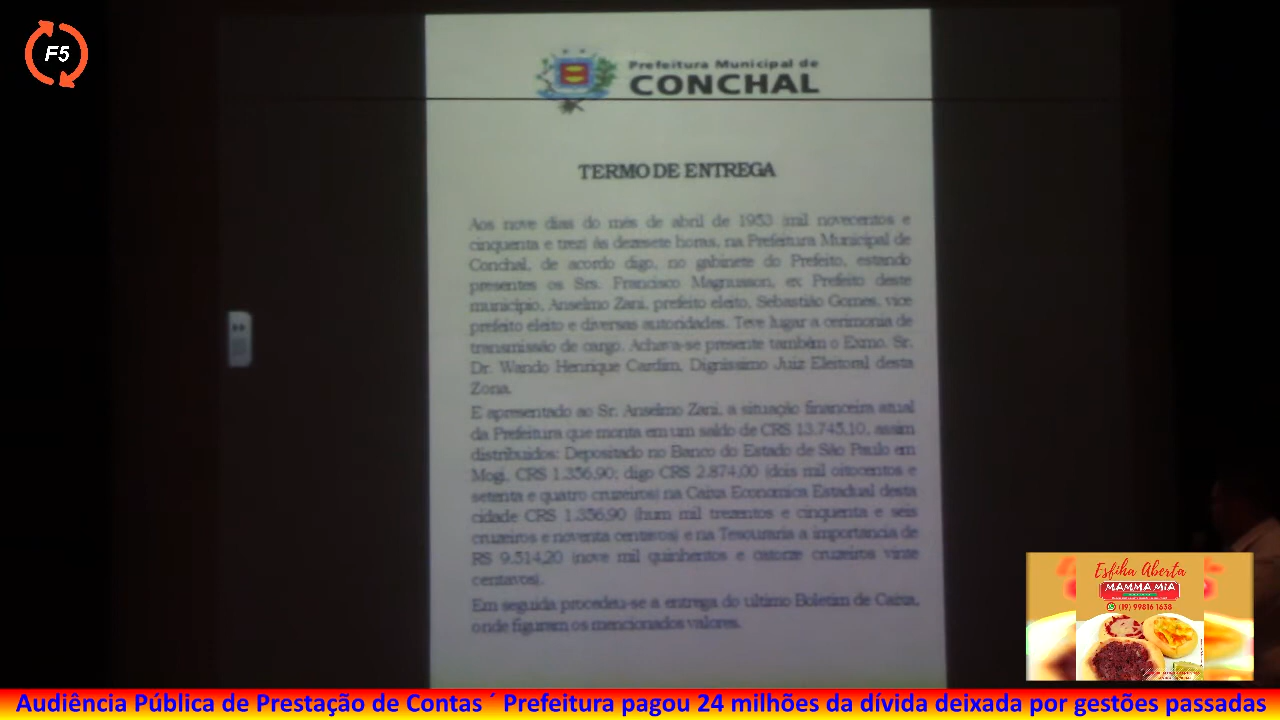 F5
Prefeitura Municipal de
CONCHAL
TERMO DE ENTREGA
Aos nove dias do mês de abril de 1953 (mil novecentos e
cinquenta e trez) ás dezesete horas, na Prefeitura Municipal de
Conchal, de acordo digo, no gabinete do Prefeito, estando
presentes os Srs. Francisco Magnusson, ex Prefeito deste
município, Anselmo Zani, prefeito eleito, Sebastião Gomes, vice
prefeito eleito e diversas autoridades. Teve lugar a cerimonia de
transmissão de cargo. Achava-se presente também o Exmo. Sr.
Dr. Wando Henrique Cardim, Digníssimo Juiz Eleitoral desta
Zona.
E apresentado ao Sr. Anselmo Zani, a situação financeira atual
da Prefeitura que monta em um saldo de CR$ 13.745,10, assim
distribuidos: Depositado no Banco do Estado de São Paulo em
Mogi, CR$ 1.356,90; digo CR$ 2.874,00 (dois mil oitocentos e
setenta e quatro cruzeiros) na Caixa Economica Estadual desta
cidade CR$ 1.356,90 (hum mil trezentos e cinquenta e seis
cruzeiros e noventa centavos) e na Tesouraria a importancia de
R$ 9.514,20 (nove mil quinhentos e catorze cruzeiros vinte
centavos).
Em seguida procedeu-se a entrega do ultimo Boletim de Caixa,
onde figuram os mencionados valores.
Esfiha Aberta
MAMMA MIA
(19) 99816 1638
Audiência Pública de Prestação de Contas ´ Prefeitura pagou 24 milhões da dívida deixada por gestões passadas